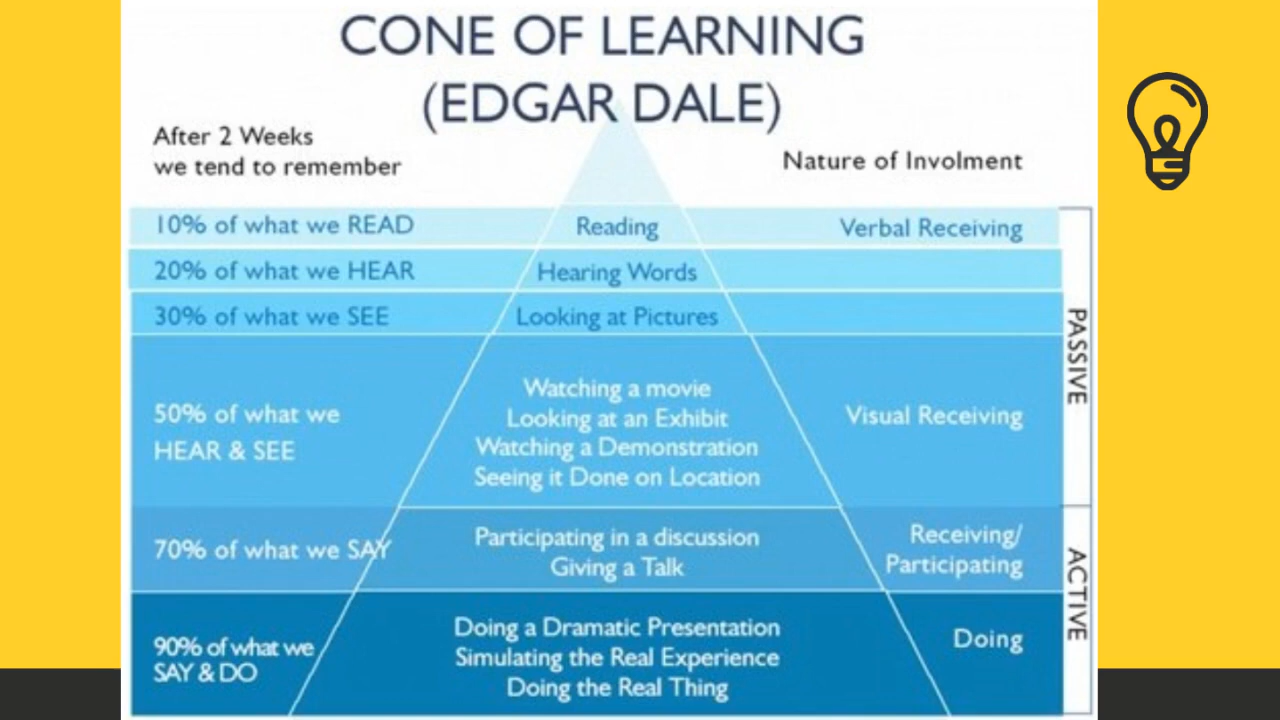 CONE OF LEARNING
(EDGAR DALE)
After 2 Weeks
we tend to remember
Nature of Involment
10% of what we READ
Reading
Verbal Receiving
20% of what we HEAR
Hearing Words
30% of what we SEE
Looking at Pictures
PASSIVE
50% of what we
HEAR & SEE
Watching a movie
Looking at an Exhibit
Watching a Demonstration
Seeing it Done on Location
Visual Receiving
70% of what we SAY
Participating in a discussion
Giving a Talk
Receiving/
Participating
ACTIVE
90% of what we
SAY & DO
Doing a Dramatic Presentation
Simulating the Real Experience
Doing the Real Thing
Doing